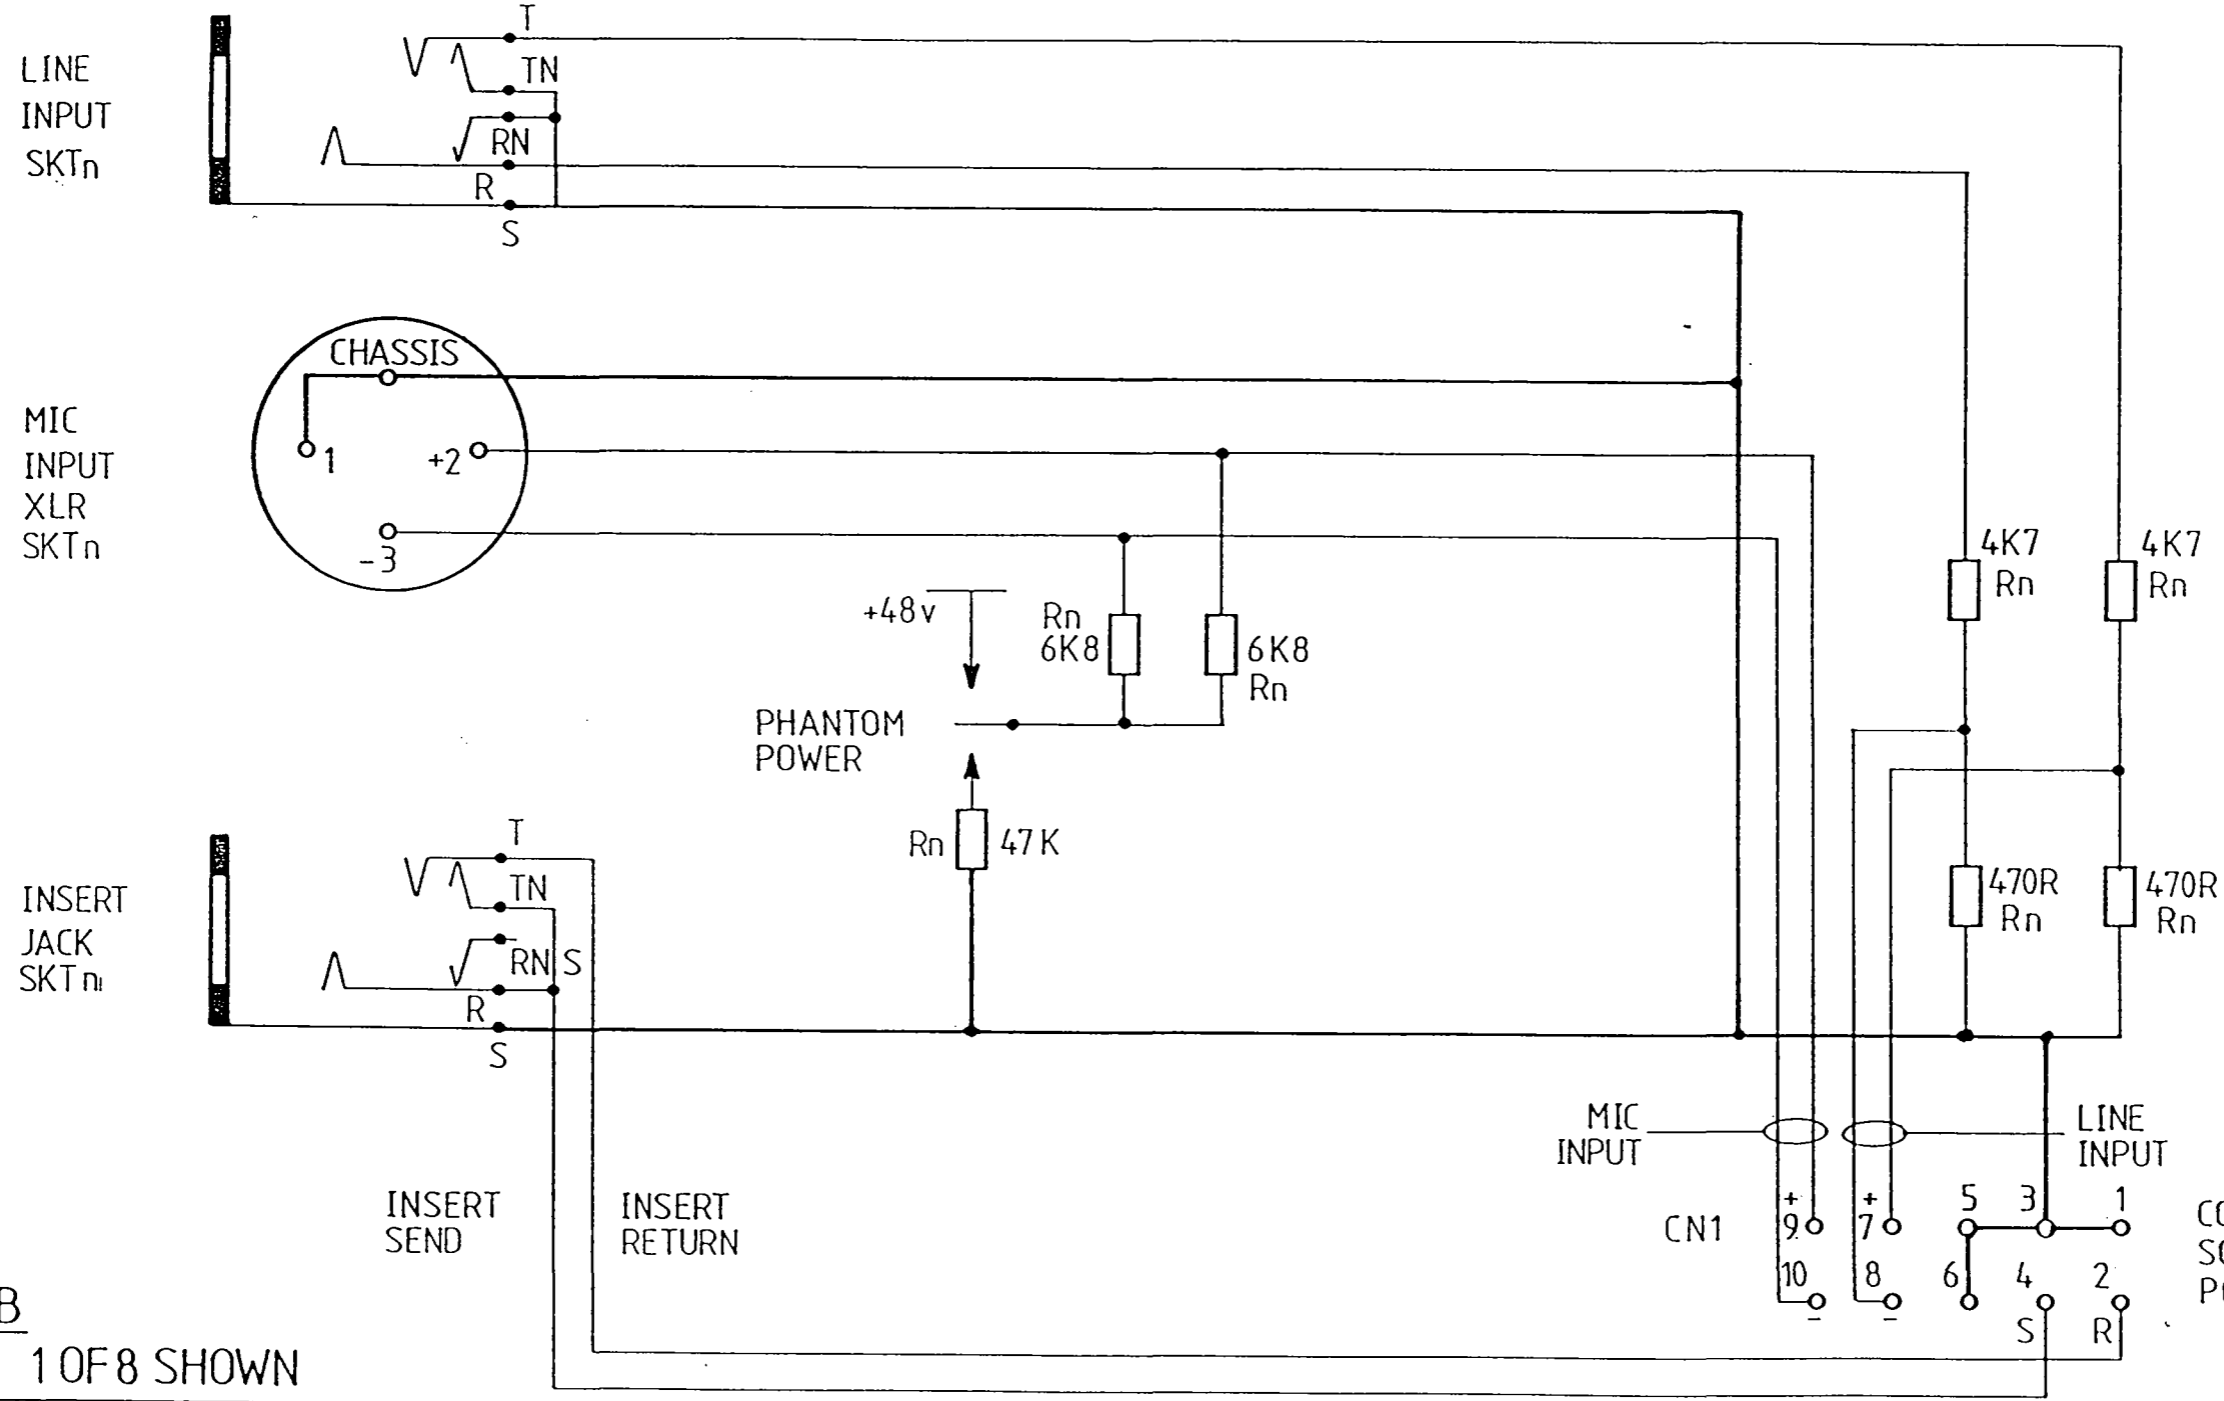 T
LINE
INPUT
SKTn
TN
RN
R
S
CHASSIS
MIC
INPUT
XLR
SKTn
1
+2
-3
4K7
Rn
4K7
Rn
+48v
Rn
6K8
6K8
Rn
PHANTOM
POWER
Rn
47K
T
INSERT
JACK
SKTn
TN
RN
S
R
S
470R
Rn
470R
Rn
MIC
INPUT
LINE
INPUT
INSERT
SEND
INSERT
RETURN
CN1
+
9
+
7
5
3
1
10
8
6
4
2
-
-
S
R
1 OF 8 SHOWN